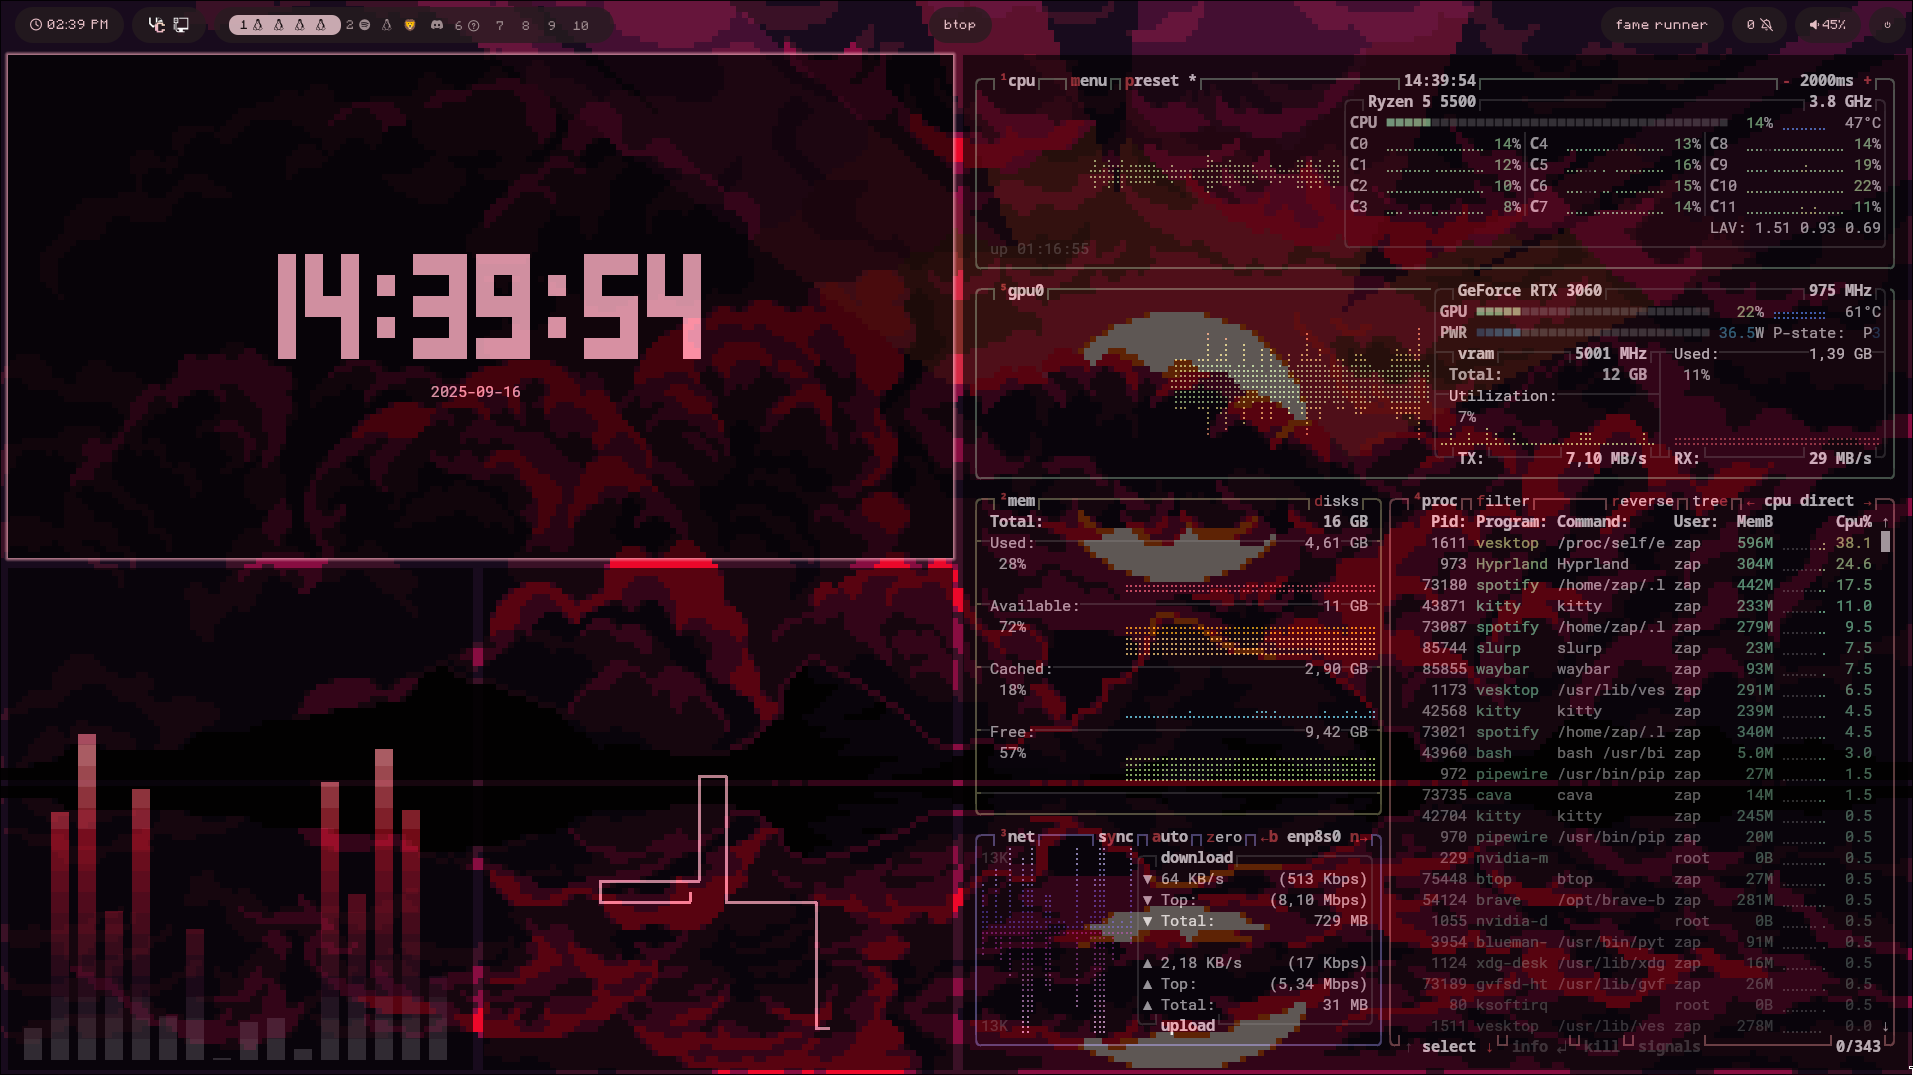 02:39 PM
1 2 6 7 8 9 10
btop
fame runner
0
45%
14:39:54
2025-09-16
1cpu menu preset * 14:39:54 - 2000ms +
Ryzen 5 5500 3.8 GHz
CPU 14% 47°C
C0 14% C4 13% C8 14%
C1 12% C5 16% C9 19%
C2 10% C6 15% C10 22%
C3 8% C7 14% C11 11%
LAV: 1.51 0.93 0.69
up 01:16:55
5gpu0 GeForce RTX 3060 975 MHz
GPU 22% 61°C
PWR 36.5W P-state: P3
vram 5001 MHz Used: 1,39 GB
Total: 12 GB 11%
Utilization:
7%
TX: 7,10 MB/s RX: 29 MB/s
2mem disks
Total: 16 GB
Used: 4,61 GB
28%
Available: 11 GB
72%
Cached: 2,90 GB
18%
Free: 9,42 GB
57%
3net sync auto zero ←b enp8s0 n→
13K download
▼ 64 KB/s (513 Kbps)
▼ Top: (8,10 Mbps)
▼ Total: 729 MB
▲ 2,18 KB/s (17 Kbps)
▲ Top: (5,34 Mbps)
▲ Total: 31 MB
13K upload
4proc filter reverse tree ← cpu direct →
Pid: Program: Command: User: MemB Cpu% ↑
1611 vesktop /proc/self/e zap 596M 38.1
973 Hyprland Hyprland zap 304M 24.6
73180 spotify /home/zap/.l zap 442M 17.5
43871 kitty kitty zap 233M 11.0
73087 spotify /home/zap/.l zap 279M 9.5
85744 slurp slurp zap 23M 7.5
85855 waybar waybar zap 93M 7.5
1173 vesktop /usr/lib/ves zap 291M 6.5
42568 kitty kitty zap 239M 4.5
73021 spotify /home/zap/.l zap 340M 4.5
43960 bash bash /usr/bi zap 5.0M 3.0
972 pipewire /usr/bin/pip zap 27M 1.5
73735 cava cava zap 14M 1.5
42704 kitty kitty zap 245M 0.5
970 pipewire /usr/bin/pip zap 20M 0.5
229 nvidia-m root 0B 0.5
75448 btop btop zap 27M 0.5
54124 brave /opt/brave-b zap 281M 0.5
1055 nvidia-d root 0B 0.5
3954 blueman- /usr/bin/pyt zap 91M 0.5
1124 xdg-desk /usr/lib/xdg zap 16M 0.5
73189 gvfsd-ht /usr/lib/gvf zap 26M 0.5
80 ksoftirq root 0B 0.5
1511 vesktop /usr/lib/ves zap 278M 0.0 ↓
↑ select ↓ info ↵ kill signals 0/343